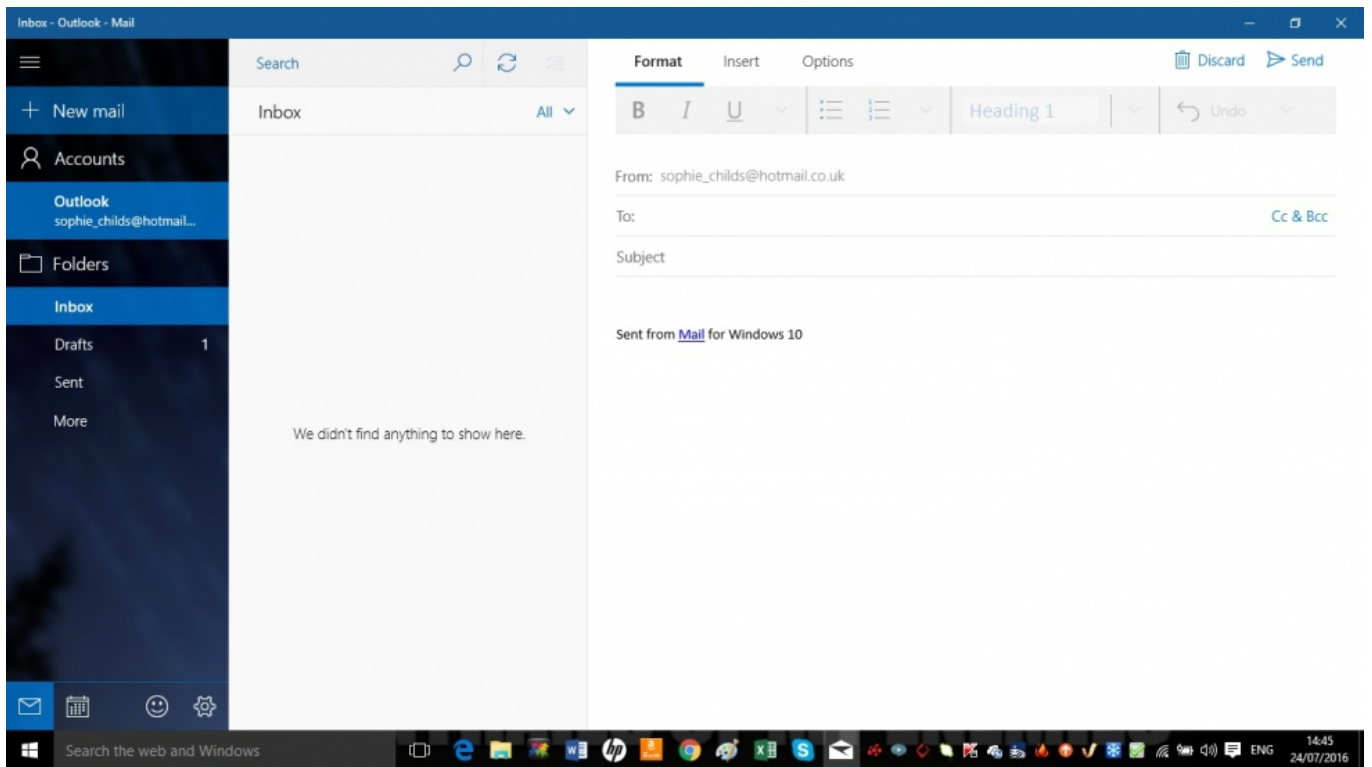 Inbox - Outlook - Mail
Search
Format Insert Options
Discard Send
New mail
Inbox All
B I U
Heading 1
Undo
Accounts
Outlook
sophie_childs@hotmail...
Folders
Inbox
Drafts 1
Sent
More
We didn't find anything to show here.
From: sophie_childs@hotmail.co.uk
To: Cc & Bcc
Subject
Sent from Mail for Windows 10
Search the web and Windows
ENG
14:45
24/07/2016